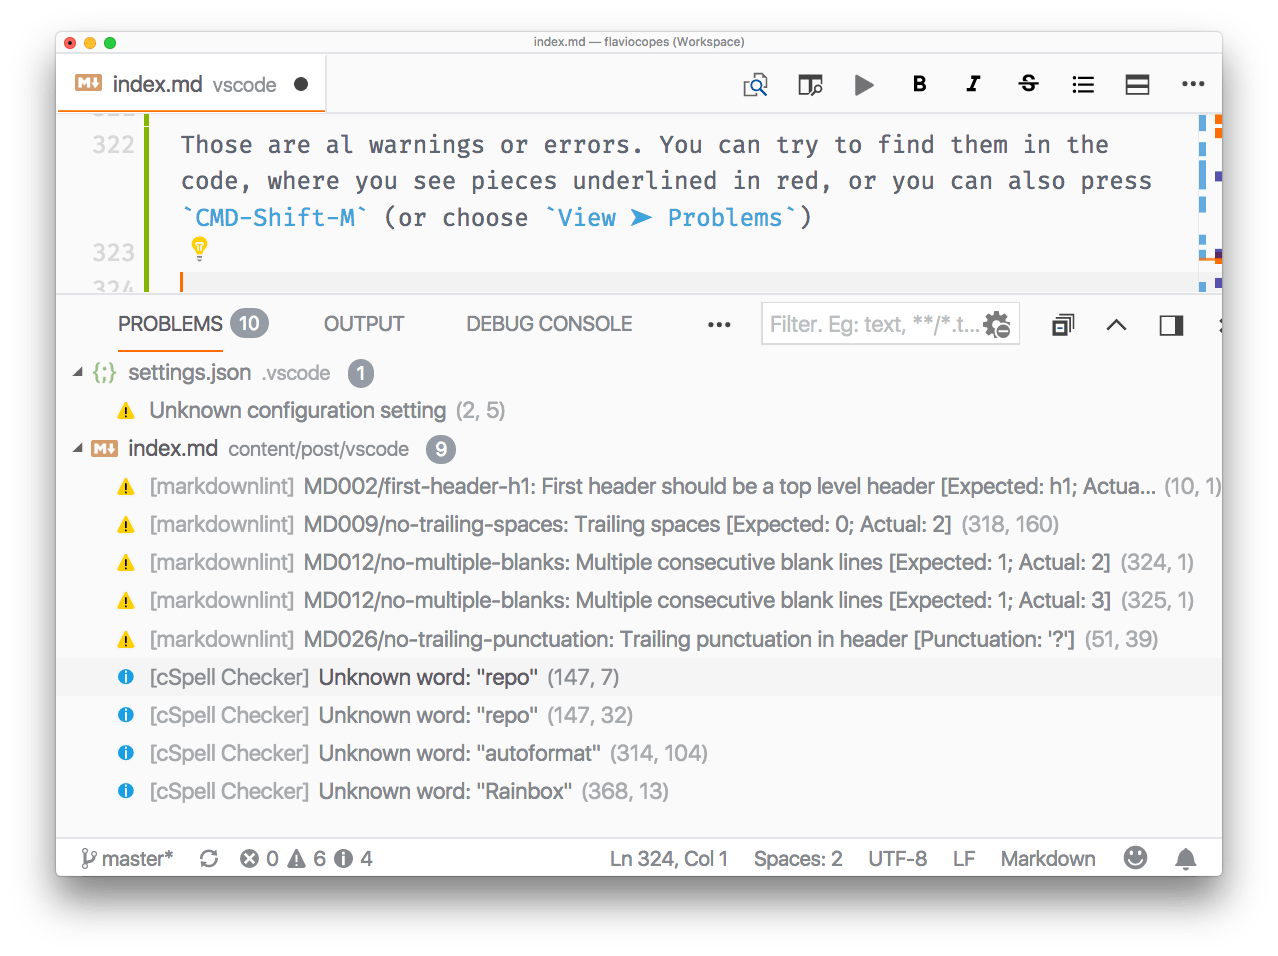 index.md — flaviocopes (Workspace)
M↓ index.md vscode
B I S
322 Those are al warnings or errors. You can try to find them in the
code, where you see pieces underlined in red, or you can also press
`CMD-Shift-M` (or choose `View ➤ Problems`)
323
324
PROBLEMS 10 OUTPUT DEBUG CONSOLE ••• Filter. Eg: text, **/*.t...
{;} settings.json .vscode 1
Unknown configuration setting (2, 5)
M↓ index.md content/post/vscode 9
[markdownlint] MD002/first-header-h1: First header should be a top level header [Expected: h1; Actua... (10, 1)
[markdownlint] MD009/no-trailing-spaces: Trailing spaces [Expected: 0; Actual: 2] (318, 160)
[markdownlint] MD012/no-multiple-blanks: Multiple consecutive blank lines [Expected: 1; Actual: 2] (324, 1)
[markdownlint] MD012/no-multiple-blanks: Multiple consecutive blank lines [Expected: 1; Actual: 3] (325, 1)
[markdownlint] MD026/no-trailing-punctuation: Trailing punctuation in header [Punctuation: '?'] (51, 39)
[cSpell Checker] Unknown word: "repo" (147, 7)
[cSpell Checker] Unknown word: "repo" (147, 32)
[cSpell Checker] Unknown word: "autoformat" (314, 104)
[cSpell Checker] Unknown word: "Rainbox" (368, 13)
master* 0 6 4 Ln 324, Col 1 Spaces: 2 UTF-8 LF Markdown